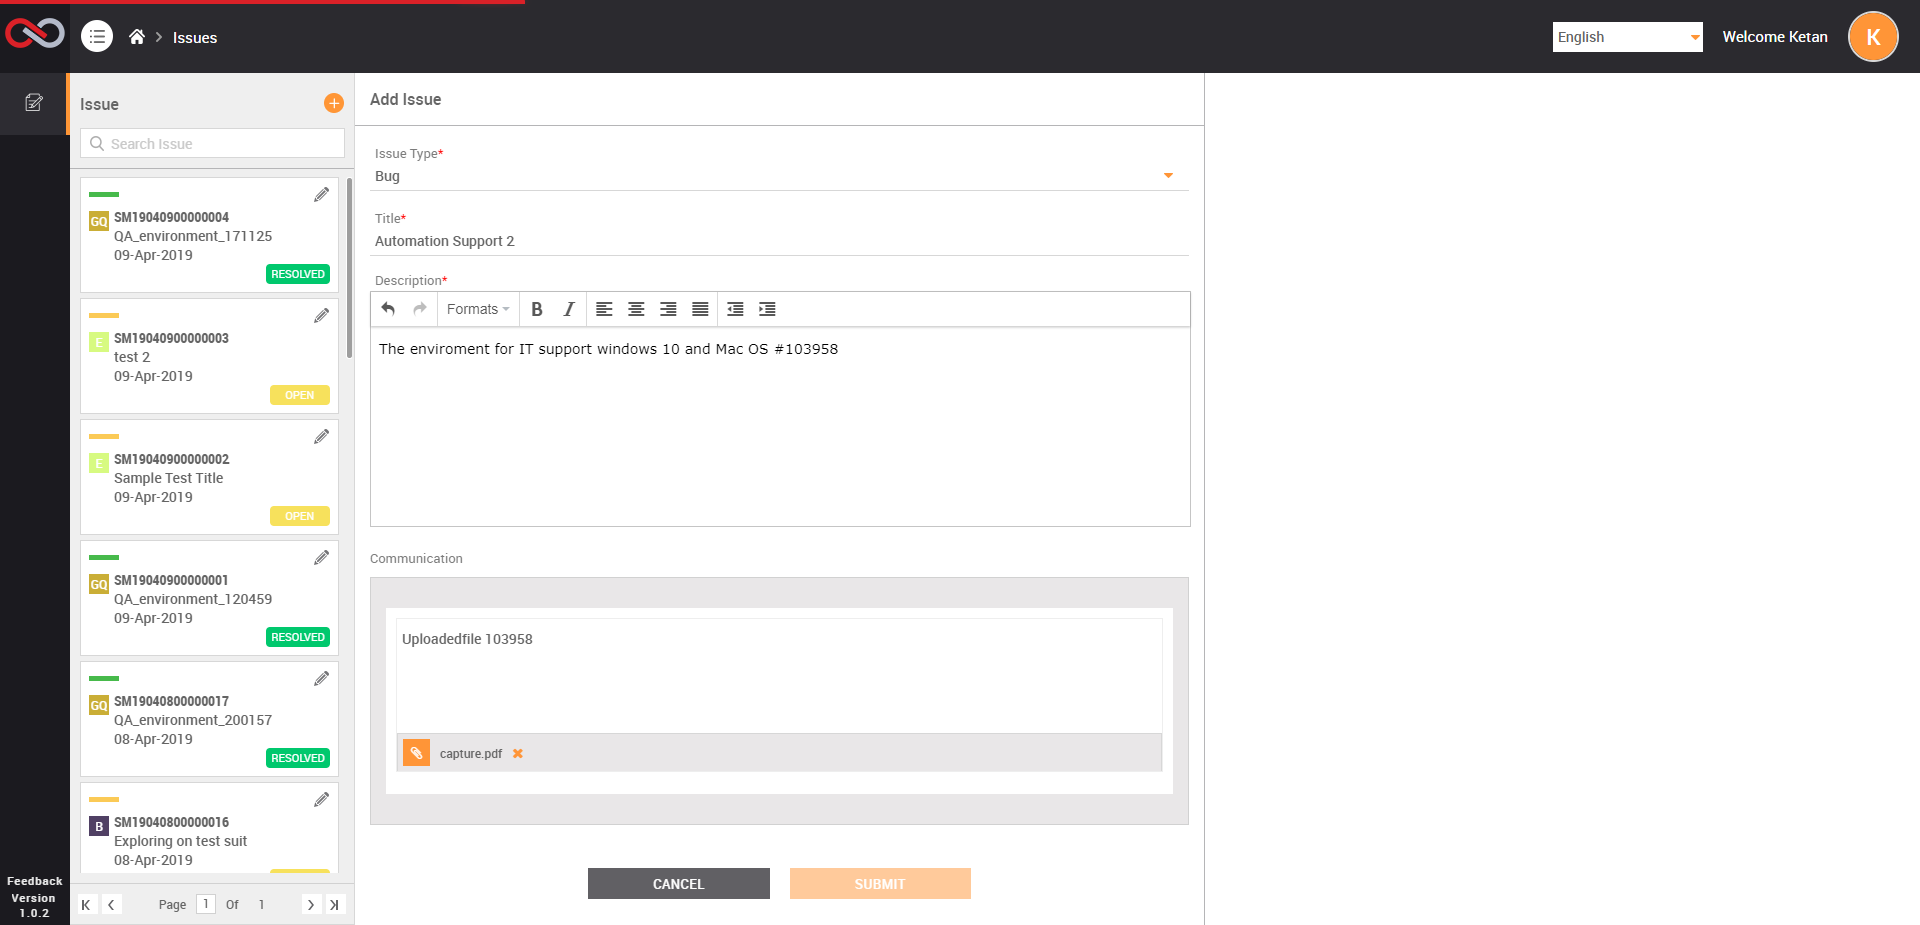 Issues
English
Welcome Ketan
K
Issue
Search Issue
GQ
SM19040900000004
QA_environment_171125
09-Apr-2019
RESOLVED
E
SM19040900000003
test 2
09-Apr-2019
OPEN
E
SM19040900000002
Sample Test Title
09-Apr-2019
OPEN
GQ
SM19040900000001
QA_environment_120459
09-Apr-2019
RESOLVED
GQ
SM19040800000017
QA_environment_200157
08-Apr-2019
RESOLVED
B
SM19040800000016
Exploring on test suit
08-Apr-2019
Page 1 Of 1
Feedback
Version
1.0.2
Add Issue
Issue Type*
Bug
Title*
Automation Support 2
Description*
Formats B I
The enviroment for IT support windows 10 and Mac OS #103958
Communication
Uploadedfile 103958
capture.pdf
CANCEL
SUBMIT